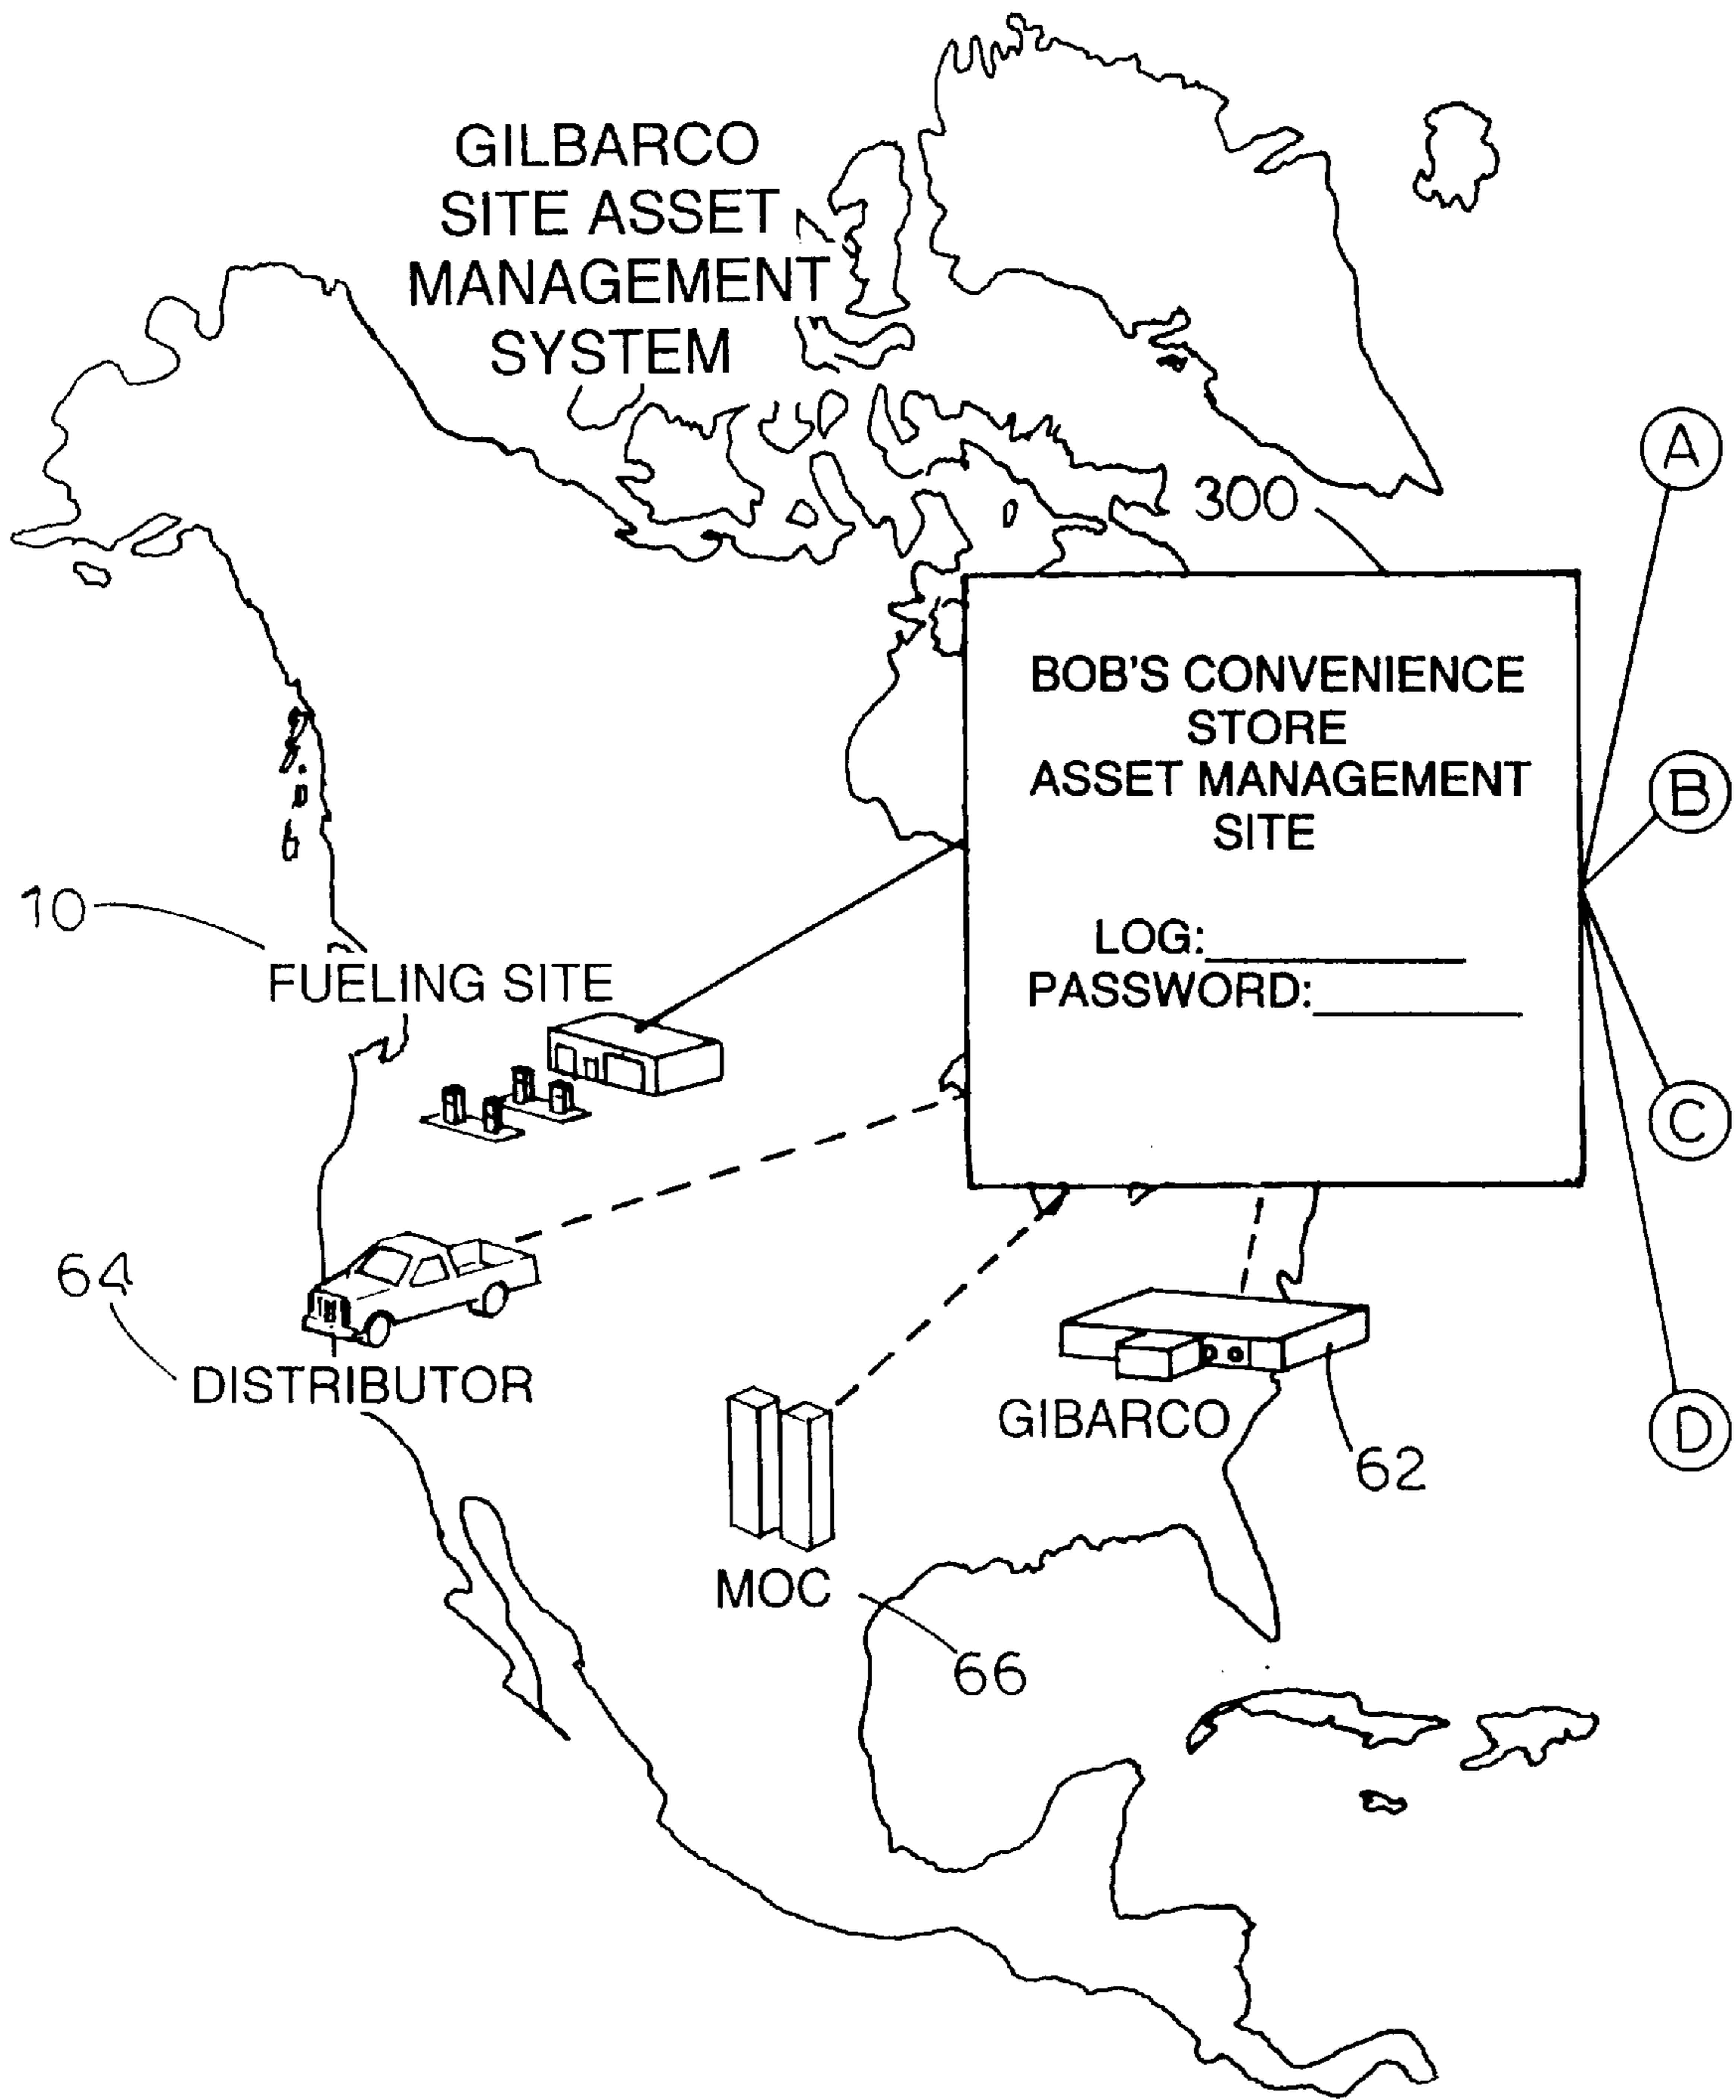 GILBARCO
SITE ASSET
MANAGEMENT
SYSTEM
A
300
BOB'S CONVENIENCE
STORE
ASSET MANAGEMENT
SITE
B
10
LOG:
FUELING SITE
PASSWORD:
C
64
DISTRIBUTOR
GIBARCO
D
62
MOC
66